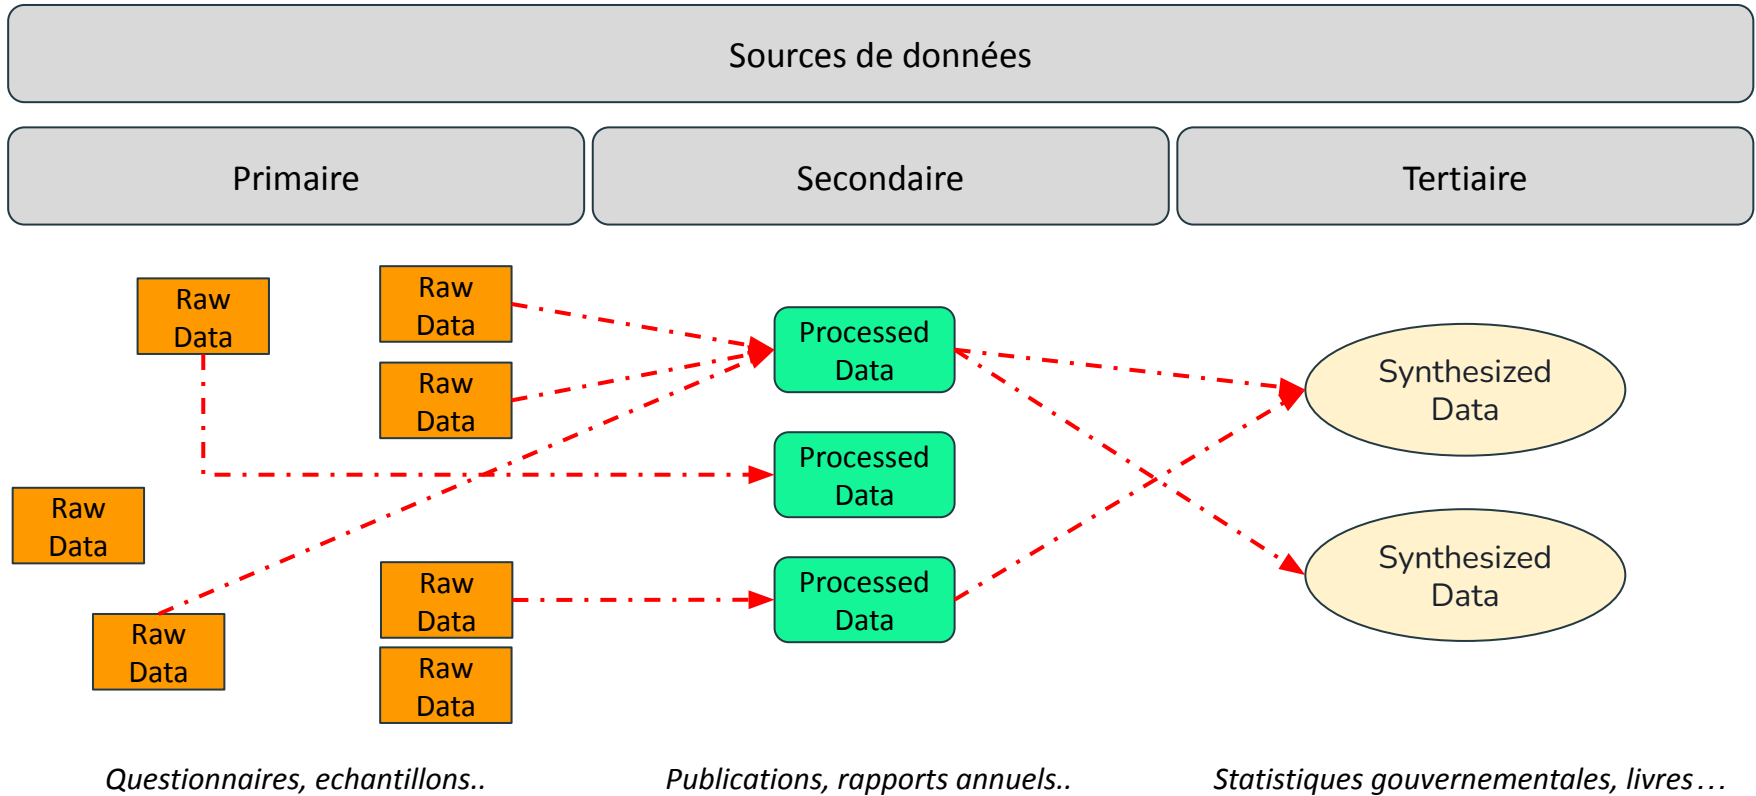 Sources de données
Primaire
Secondaire
Tertiaire
Raw
Data
Raw
Data
Raw
Data
Raw
Data
Raw
Data
Raw
Data
Raw
Data
Processed
Data
Processed
Data
Processed
Data
Synthesized
Data
Synthesized
Data
Questionnaires, echantillons..
Publications, rapports annuels..
Statistiques gouvernementales, livres...